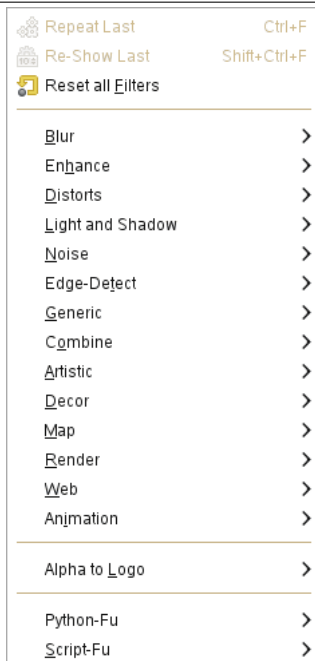 Repeat Last Ctrl+F
Re-Show Last Shift+Ctrl+F
Reset all Filters
Blur
Enhance
Distorts
Light and Shadow
Noise
Edge-Detect
Generic
Combine
Artistic
Decor
Map
Render
Web
Animation
Alpha to Logo
Python-Fu
Script-Fu